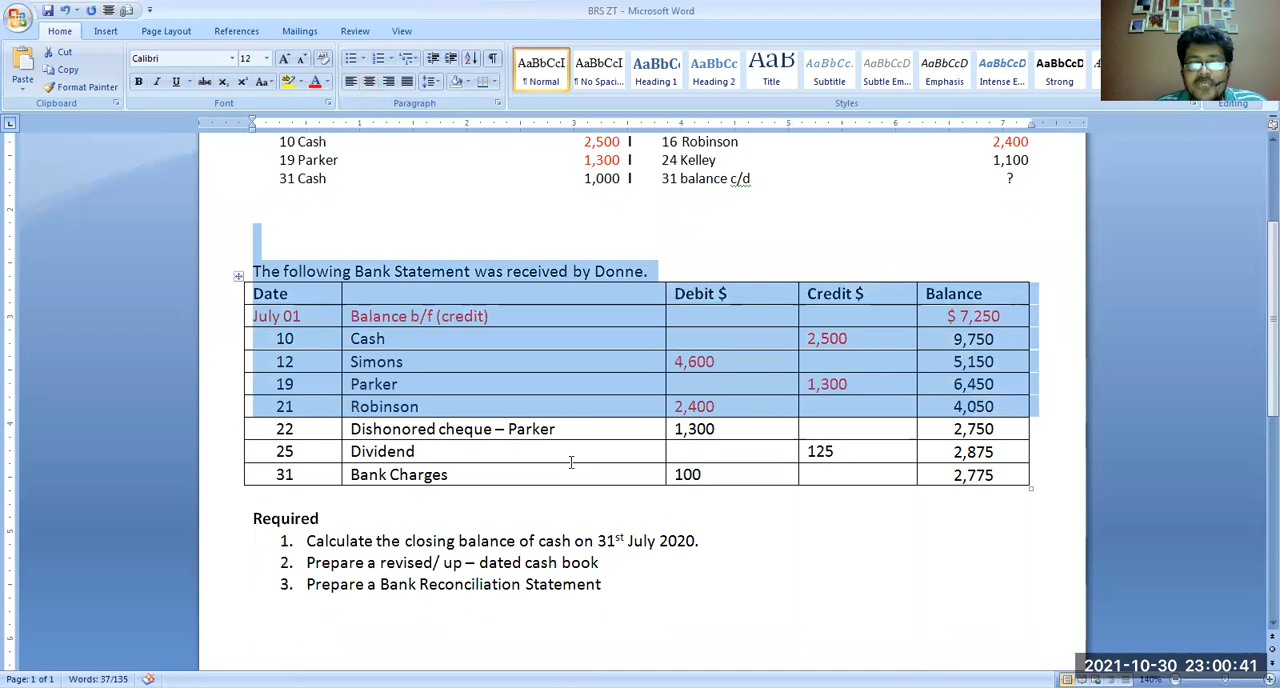 BRS ZT - Microsoft Word
Home Insert Page Layout References Mailings Review View
Cut
Copy
Format Painter
Paste
Clipboard
Calibri 12
Font
Paragraph
AaBbCcI AaBbCcI AaBbC AaBbCc AaB AaBbCc. AaBbCcD AaBbCcD AaBbCcD
¶ Normal ¶ No Spaci... Heading 1 Heading 2 Title Subtitle Subtle Em... Emphasis Intense E... Strong
Styles
Editing
10 Cash 2,500 I 16 Robinson 2,400
19 Parker 1,300 I 24 Kelley 1,100
31 Cash 1,000 I 31 balance c/d ?
The following Bank Statement was received by Donne.
Date Debit $ Credit $ Balance
July 01 Balance b/f (credit) $ 7,250
10 Cash 2,500 9,750
12 Simons 4,600 5,150
19 Parker 1,300 6,450
21 Robinson 2,400 4,050
22 Dishonored cheque – Parker 1,300 2,750
25 Dividend 125 2,875
31 Bank Charges 100 2,775
Required
1. Calculate the closing balance of cash on 31st July 2020.
2. Prepare a revised/ up – dated cash book
3. Prepare a Bank Reconciliation Statement
Page: 1 of 1 Words: 37/135 140%
2021-10-30 23:00:41